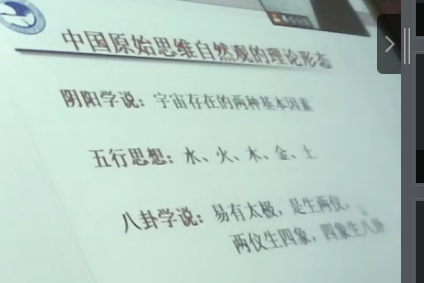 中国原始思维自然观的理论形态
阴阳学说：宇宙存在的两种基本因素
五行思想：水、火、木、金、土
八卦学说：易有太极，是生两仪，
两仪生四象，四象生八卦